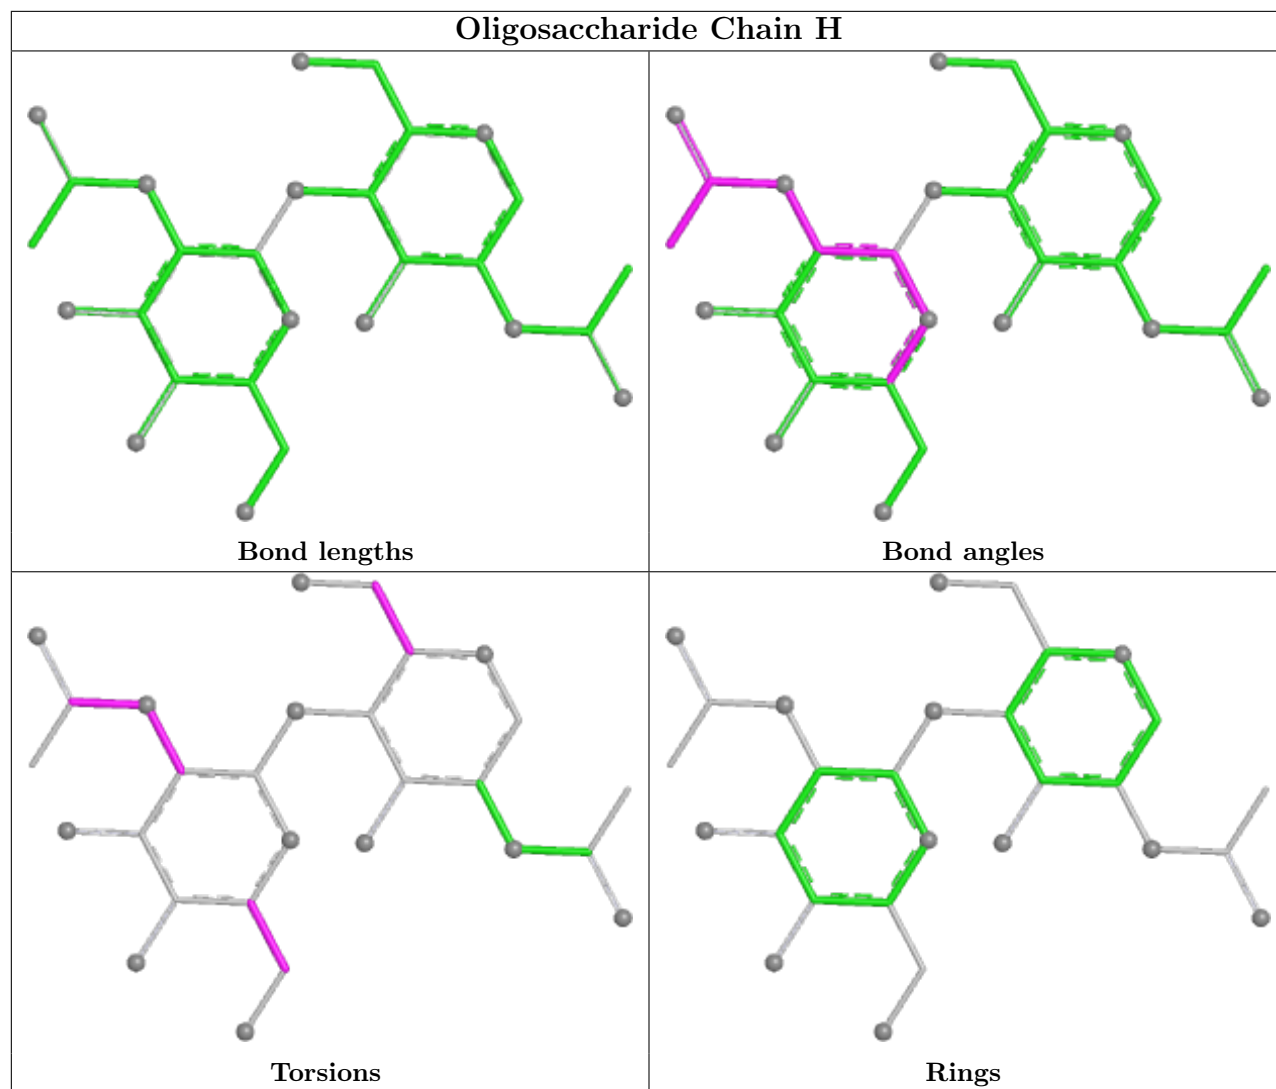 Oligosaccharide Chain H
Bond lengths
Bond angles
Torsions
Rings